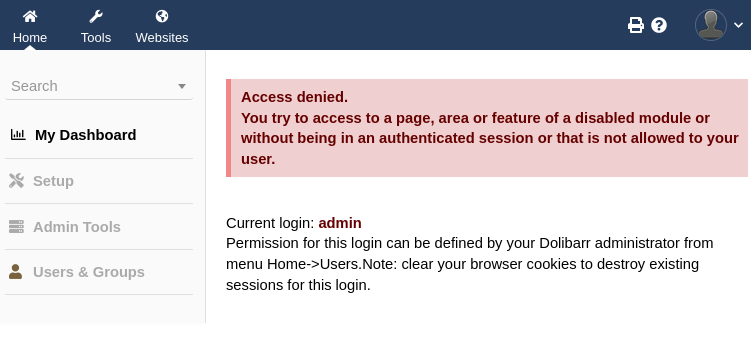 Home Tools Websites
Search
My Dashboard
Setup
Admin Tools
Users & Groups
Access denied.
You try to access to a page, area or feature of a disabled module or
without being in an authenticated session or that is not allowed to your
user.
Current login: admin
Permission for this login can be defined by your Dolibarr administrator from
menu Home->Users.Note: clear your browser cookies to destroy existing
sessions for this login.